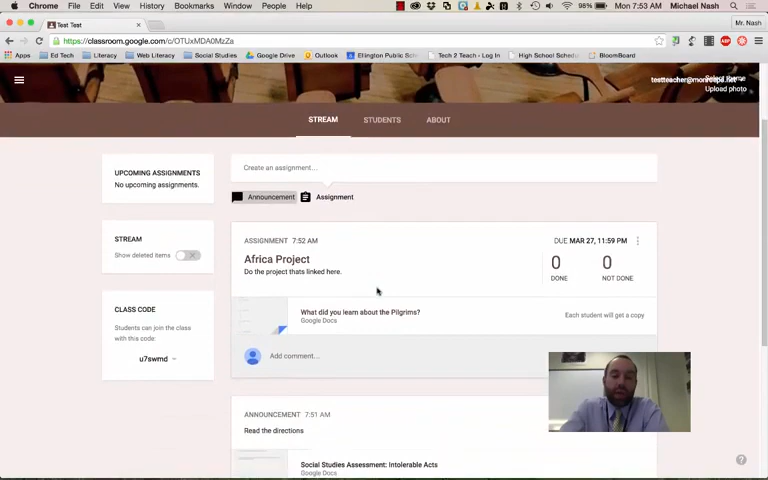 Chrome File Edit View History Bookmarks Window People Help
98% Mon 7:53 AM Michael Nash
Test Test
Mr. Nash
https://classroom.google.com/c/OTUxMDA0MzZa
Apps Ed Tech Literacy Web Literacy Social Studies Google Drive Outlook Ellington Public Sch Tech 2 Teach - Log In High School Schedu BloomBoard
Upload photo
STREAM STUDENTS ABOUT
UPCOMING ASSIGNMENTS
No upcoming assignments.
Create an assignment...
Announcement Assignment
STREAM
Show deleted items
ASSIGNMENT 7:52 AM
DUE MAR 27, 11:59 PM
Africa Project
Do the project thats linked here.
0 DONE
0 NOT DONE
CLASS CODE
Students can join the class
with this code:
u7swmd
What did you learn about the Pilgrims?
Google Docs
Each student will get a copy
Add comment...
ANNOUNCEMENT 7:51 AM
Read the directions
Social Studies Assessment: Intolerable Acts
Google Docs
?